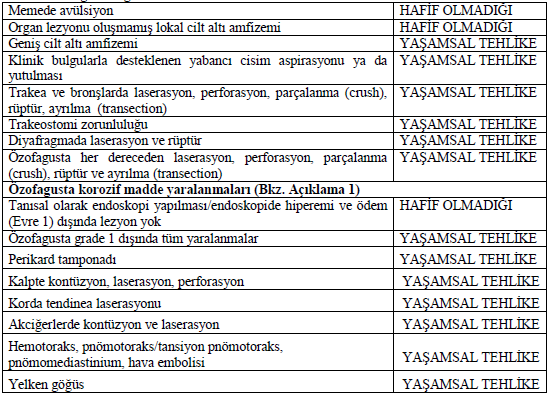 Memede avülsiyon HAFİF OLMADIĞI
Organ lezyonu oluşmamış lokal cilt altı amfizemi HAFİF OLMADIĞI
Geniş cilt altı amfizemi YAŞAMSAL TEHLİKE
Klinik bulgularla desteklenen yabancı cisim aspirasyonu ya da YAŞAMSAL TEHLİKE
yutulması
Trakea ve bronşlarda laserasyon, perforasyon, parçalanma (crush), YAŞAMSAL TEHLİKE
rüptür, ayrılma (transection)
Trakeostomi zorunluluğu YAŞAMSAL TEHLİKE
Diyafragmada laserasyon ve rüptür YAŞAMSAL TEHLİKE
Özofagusta her dereceden laserasyon, perforasyon, parçalanma YAŞAMSAL TEHLİKE
(crush), rüptür ve ayrılma (transection)
Özofagusta korozif madde yaralanmaları (Bkz. Açıklama 1)
Tanısal olarak endoskopi yapılması/endoskopide hiperemi ve ödem HAFİF OLMADIĞI
(Evre 1) dışında lezyon yok
Özofagusta grade 1 dışında tüm yaralanmalar YAŞAMSAL TEHLİKE
Perikard tamponadı YAŞAMSAL TEHLİKE
Kalpte kontüzyon, laserasyon, perforasyon YAŞAMSAL TEHLİKE
Korda tendinea laserasyonu YAŞAMSAL TEHLİKE
Akciğerlerde kontüzyon ve laserasyon YAŞAMSAL TEHLİKE
Hemotoraks, pnömotoraks/tansiyon pnömotoraks,
pnömomediastinium, hava embolisi YAŞAMSAL TEHLİKE
Yelken göğüs YAŞAMSAL TEHLİKE